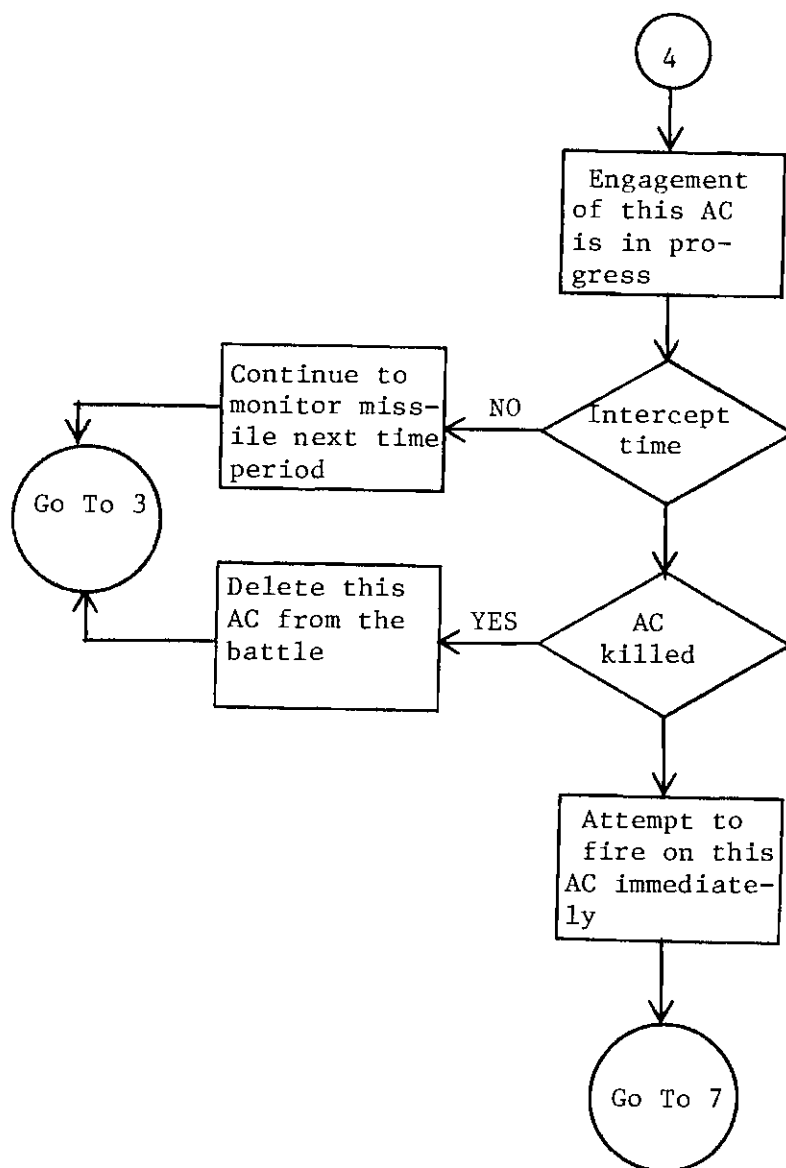 4
Engagement
of this AC
is in pro-
gress
Continue to
monitor miss-
ile next time
period
NO
Intercept
time
Go To 3
Delete this
AC from the
battle
YES
AC
killed
Attempt to
fire on this
AC immediate-
ly
Go To 7